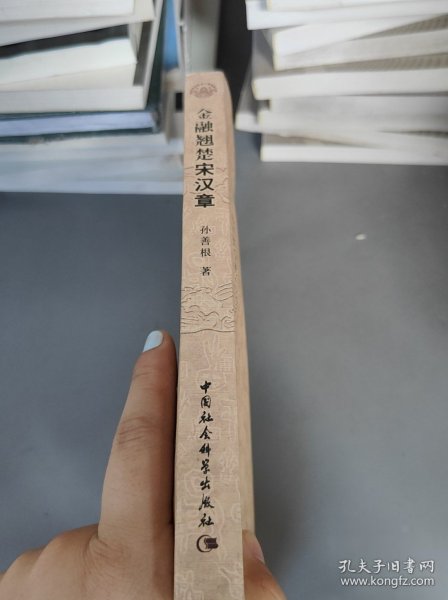 金融翘楚宋汉章
孙善根 著
中国社会科学出版社
孔夫子旧书网
www.kongfz.com